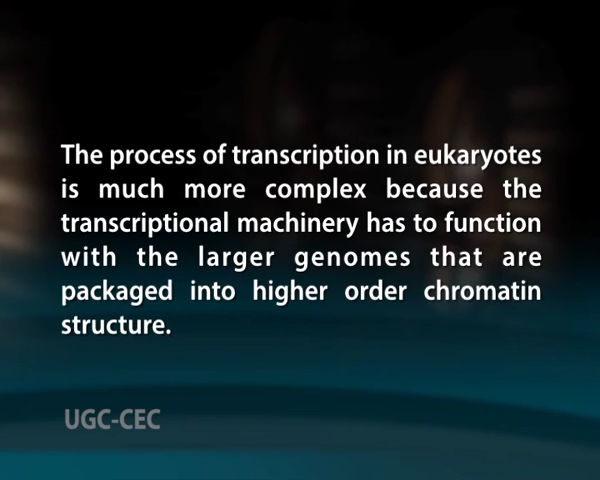 The process of transcription in eukaryotes
is much more complex because the
transcriptional machinery has to function
with the larger genomes that are
packaged into higher order chromatin
structure.
UGC-CEC